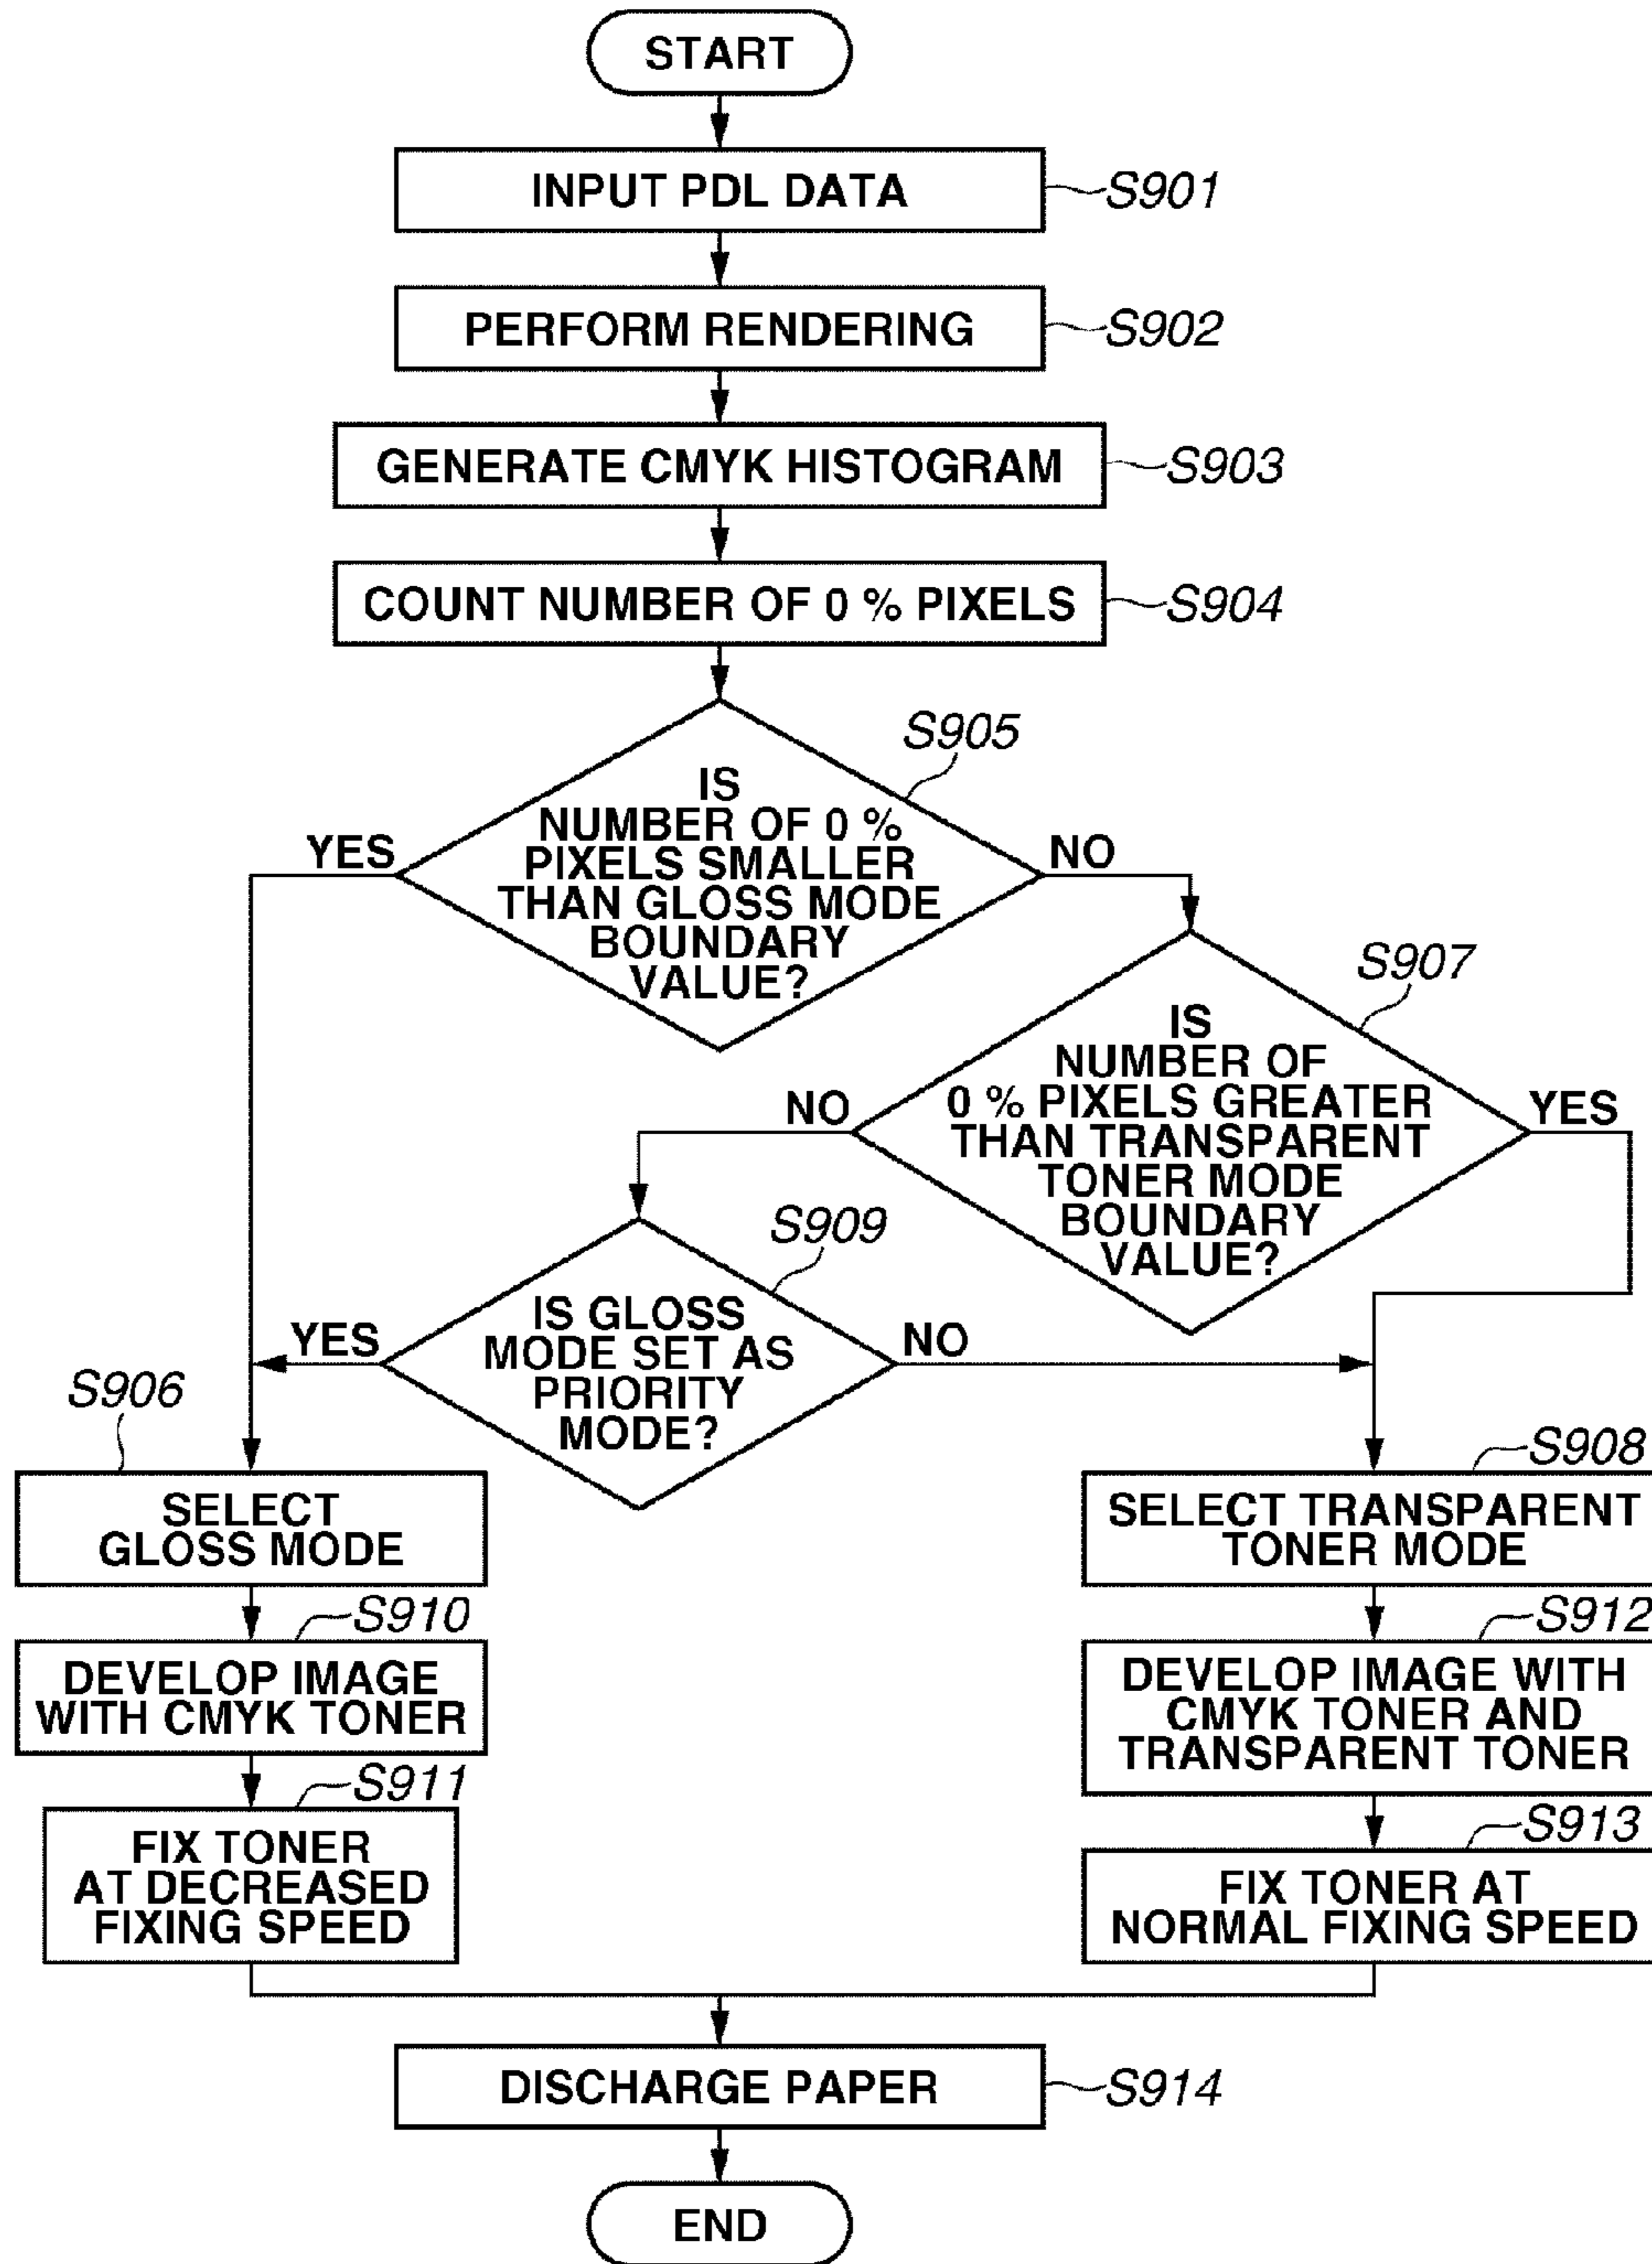 START
INPUT PDL DATA
S901
PERFORM RENDERING
S902
GENERATE CMYK HISTOGRAM
S903
COUNT NUMBER OF 0 % PIXELS
S904
S905
IS
NUMBER OF 0 %
PIXELS SMALLER
THAN GLOSS MODE
BOUNDARY
VALUE?
YES
NO
S907
IS
NUMBER OF
0 % PIXELS GREATER
THAN TRANSPARENT
TONER MODE
BOUNDARY
VALUE?
NO
YES
S909
IS GLOSS
MODE SET AS
PRIORITY
MODE?
YES
NO
S906
SELECT
GLOSS MODE
S908
SELECT TRANSPARENT
TONER MODE
S910
DEVELOP IMAGE
WITH CMYK TONER
S912
DEVELOP IMAGE WITH
CMYK TONER AND
TRANSPARENT TONER
S911
FIX TONER
AT DECREASED
FIXING SPEED
S913
FIX TONER AT
NORMAL FIXING SPEED
DISCHARGE PAPER
S914
END